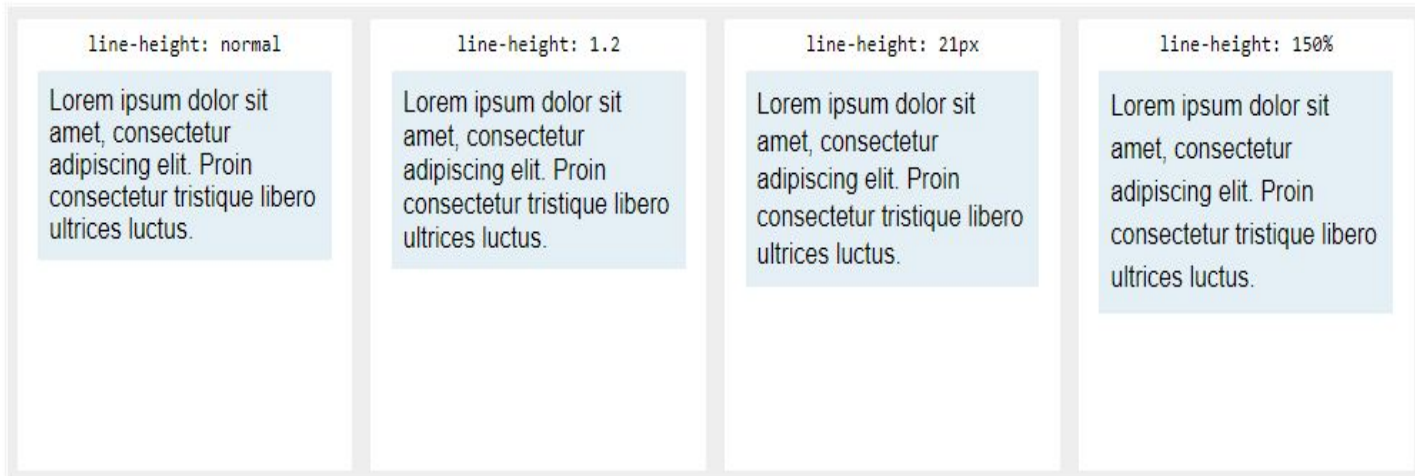 line-height: normal
Lorem ipsum dolor sit
amet, consectetur
adipiscing elit. Proin
consectetur tristique libero
ultrices luctus.
line-height: 1.2
Lorem ipsum dolor sit
amet, consectetur
adipiscing elit. Proin
consectetur tristique libero
ultrices luctus.
line-height: 21px
Lorem ipsum dolor sit
amet, consectetur
adipiscing elit. Proin
consectetur tristique libero
ultrices luctus.
line-height: 150%
Lorem ipsum dolor sit
amet, consectetur
adipiscing elit. Proin
consectetur tristique libero
ultrices luctus.